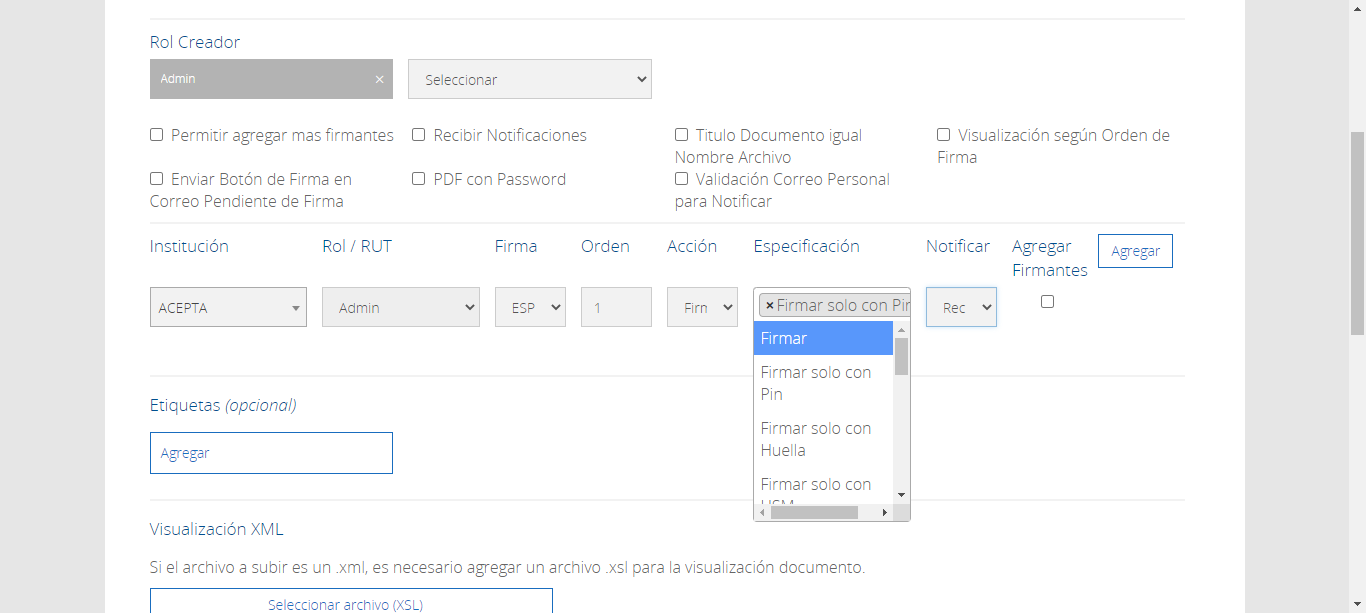 Rol Creador
Admin ×
Seleccionar
Permitir agregar mas firmantes
Recibir Notificaciones
Titulo Documento igual
Nombre Archivo
Visualización según Orden de
Firma
Enviar Botón de Firma en
Correo Pendiente de Firma
PDF con Password
Validación Correo Personal
para Notificar
Institución
Rol / RUT
Firma
Orden
Acción
Especificación
Notificar
Agregar
Firmantes
Agregar
ACEPTA
Admin
ESP
1
Firn
×Firmar solo con Pin
Rec
Firmar
Firmar solo con
Pin
Firmar solo con
Huella
Firmar solo con
HSM
Etiquetas (opcional)
Agregar
Visualización XML
Si el archivo a subir es un .xml, es necesario agregar un archivo .xsl para la visualización documento.
Seleccionar archivo (XSL)